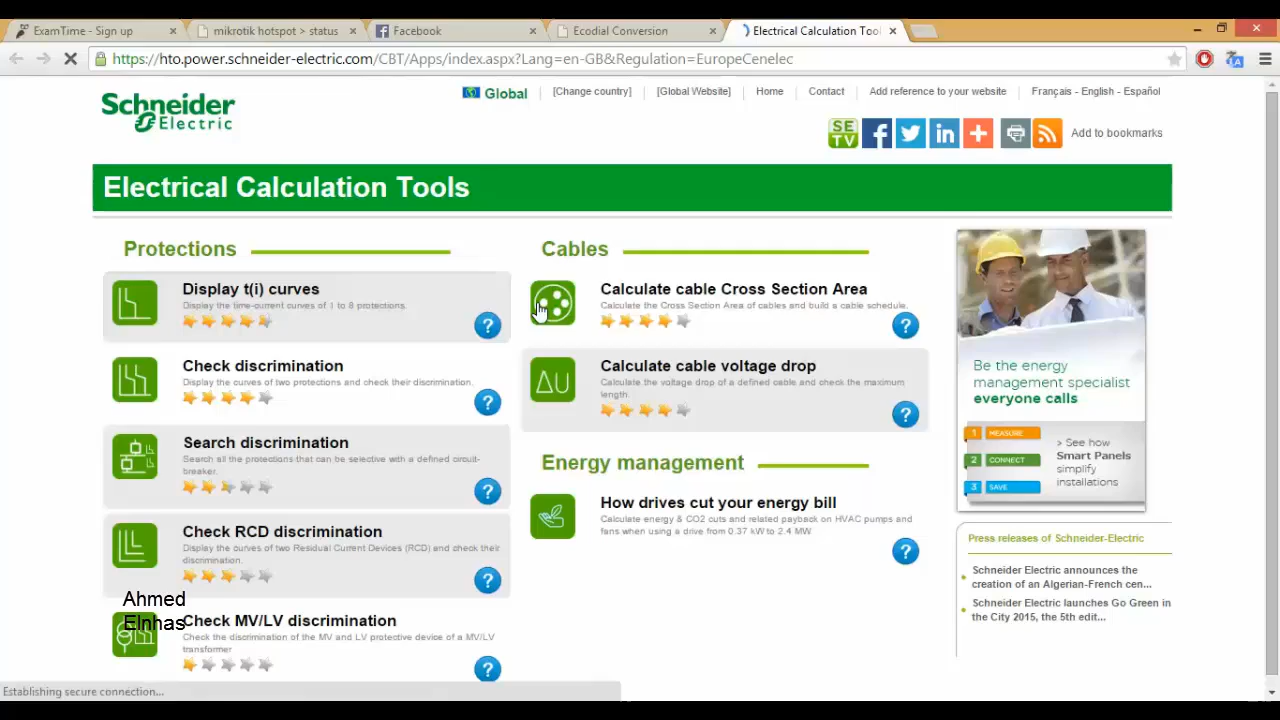 ExamTime - Sign up
mikrotik hotspot > status
Facebook
Ecodial Conversion
Electrical Calculation Tool
https://hto.power.schneider-electric.com/CBT/Apps/index.aspx?Lang=en-GB&Regulation=EuropeCenelec
Schneider
Electric
Global
[Change country]
[Global Website]
Home
Contact
Add reference to your website
Français - English - Español
SE
TV
Add to bookmarks
Electrical Calculation Tools
Protections
Display t(i) curves
Display the time-current curves of 1 to 8 protections.
?
Check discrimination
Display the curves of two protections and check their discrimination.
?
Search discrimination
Search all the protections that can be selective with a defined circuit-
breaker.
?
Check RCD discrimination
Display the curves of two Residual Current Devices (RCD) and check their
discrimination.
?
Ahmed
Elnhas
Check MV/LV discrimination
Check the discrimination of the MV and LV protective device of a MV/LV
transformer
?
Cables
Calculate cable Cross Section Area
Calculate the Cross Section Area of cables and build a cable schedule.
?
ΔU
Calculate cable voltage drop
Calculate the voltage drop of a defined cable and check the maximum
length.
?
Energy management
How drives cut your energy bill
Calculate energy & CO2 cuts and related payback on HVAC pumps and
fans when using a drive from 0.37 kW to 2.4 MW.
?
Be the energy
management specialist
everyone calls
1 MEASURE
2 CONNECT
3 SAVE
> See how
Smart Panels
simplify
installations
Press releases of Schneider-Electric
Schneider Electric announces the
creation of an Algerian-French cen...
Schneider Electric launches Go Green in
the City 2015, the 5th edit...
Establishing secure connection...